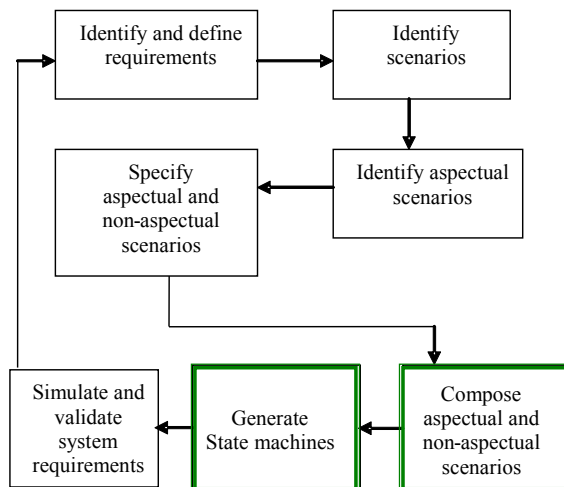 Identify and define
requirements
Identify
scenarios
Identify aspectual
scenarios
Specify
aspectual and
non-aspectual
scenarios
Compose
aspectual and
non-aspectual
scenarios
Generate
State machines
Simulate and
validate
system
requirements